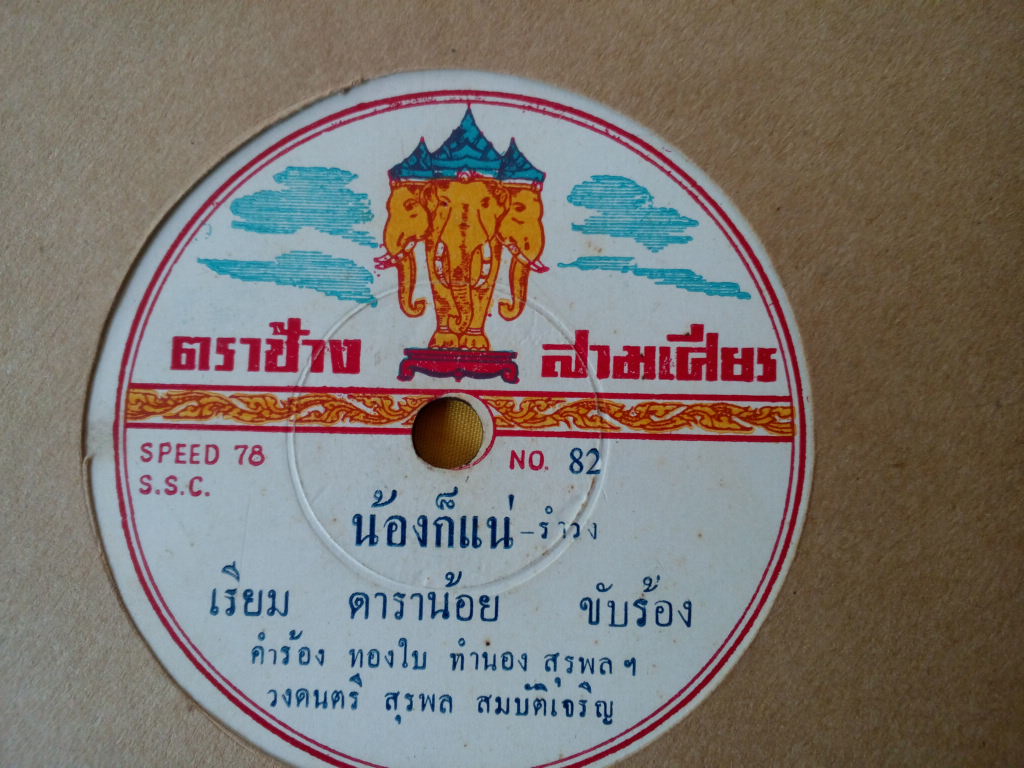 ตราช้าง สามเศียร
SPEED 78 NO. 82
S.S.C.
น้องก็แน่ - รำวง
เรียม ดาราน้อย ขับร้อง
คำร้อง ทองใบ ทำนอง สุรพล ฯ
วงดนตรี สุรพล สมบัติเจริญ